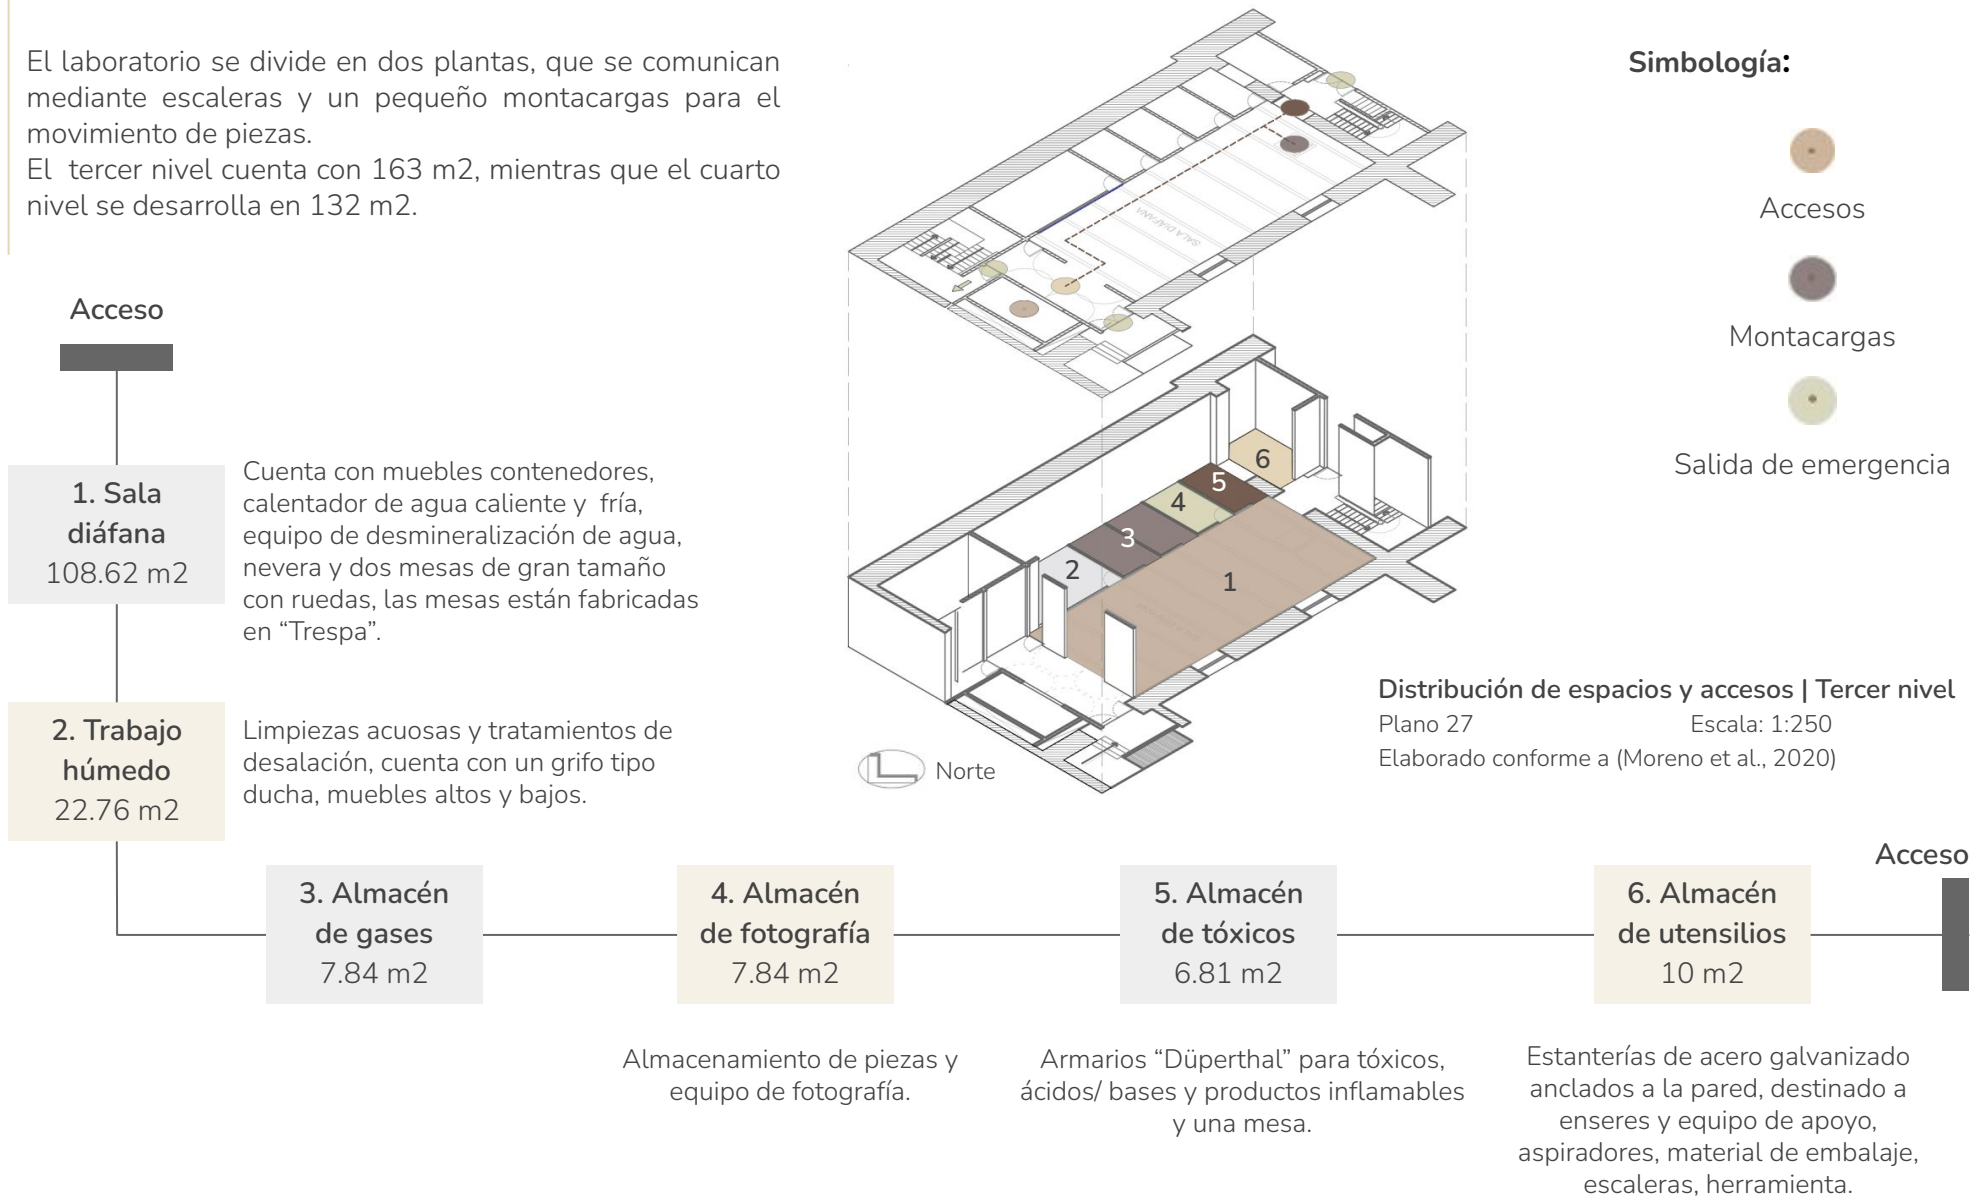 El laboratorio se divide en dos plantas, que se comunican
mediante escaleras y un pequeño montacargas para el
movimiento de piezas.
El tercer nivel cuenta con 163 m2, mientras que el cuarto
nivel se desarrolla en 132 m2.
SALA DIÁFANA
Simbología:
Accesos
Montacargas
Salida de emergencia
Acceso
1. Sala
diáfana
108.62 m2
Cuenta con muebles contenedores,
calentador de agua caliente y fría,
equipo de desmineralización de agua,
nevera y dos mesas de gran tamaño
con ruedas, las mesas están fabricadas
en “Trespa”.
6
5
4
3
2
1
2. Trabajo
húmedo
22.76 m2
Limpiezas acuosas y tratamientos de
desalación, cuenta con un grifo tipo
ducha, muebles altos y bajos.
Norte
Distribución de espacios y accesos | Tercer nivel
Plano 27 Escala: 1:250
Elaborado conforme a (Moreno et al., 2020)
3. Almacén
de gases
7.84 m2
4. Almacén
de fotografía
7.84 m2
5. Almacén
de tóxicos
6.81 m2
6. Almacén
de utensilios
10 m2
Acceso
Almacenamiento de piezas y
equipo de fotografía.
Armarios “Düperthal” para tóxicos,
ácidos/ bases y productos inflamables
y una mesa.
Estanterías de acero galvanizado
anclados a la pared, destinado a
enseres y equipo de apoyo,
aspiradores, material de embalaje,
escaleras, herramienta.